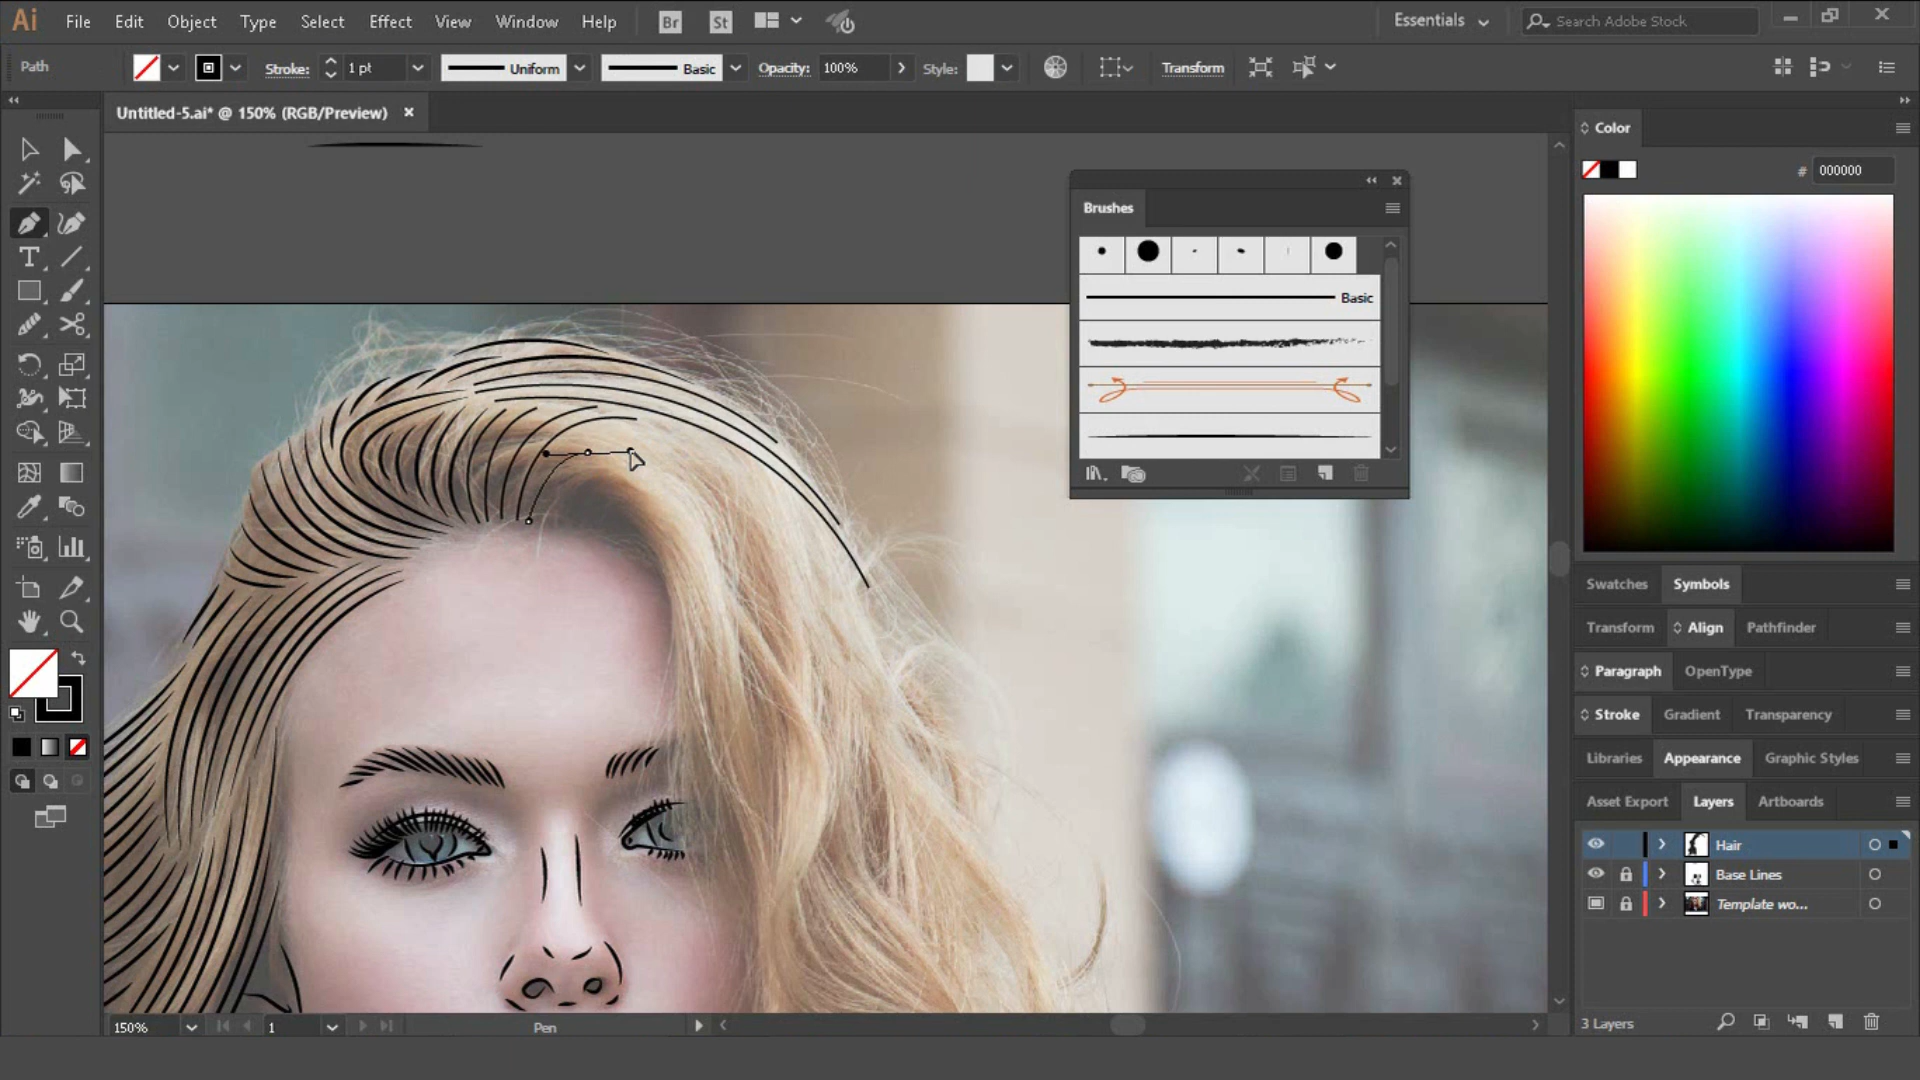 Ai File Edit Object Type Select Effect View Window Help Br St Essentials Search Adobe Stock
Path Stroke: 1 pt Uniform Basic Opacity: 100% Style: Transform
Untitled-5.ai* @ 150% (RGB/Preview)
Color
# 000000
Brushes
Basic
Swatches Symbols
Transform Align Pathfinder
Paragraph OpenType
Stroke Gradient Transparency
Libraries Appearance Graphic Styles
Asset Export Layers Artboards
Hair
Base Lines
Template wo...
3 Layers
150% 1 Pen